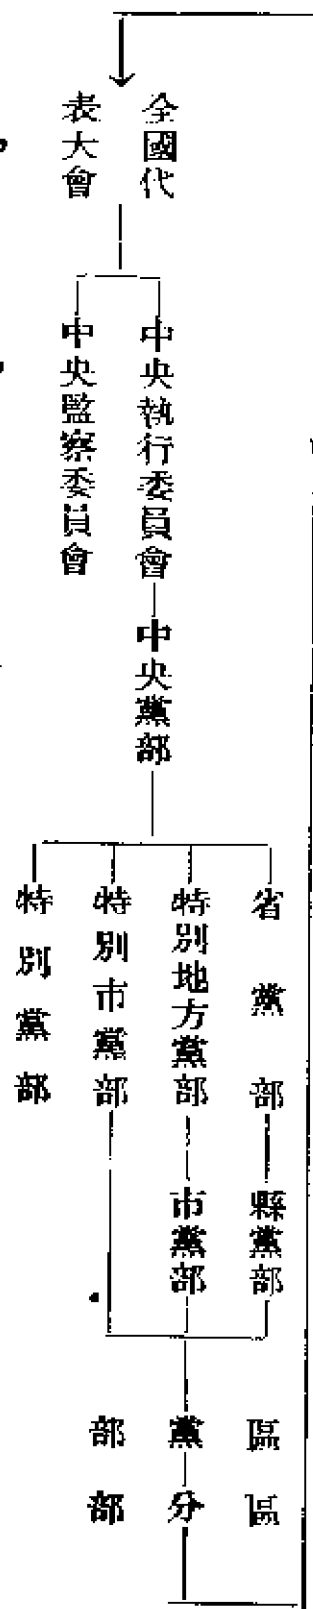 全國代
表大會
中央執行委員會
中央監察委員會
中央黨部
省黨部
特別地方黨部
特別市黨部
特別黨部
縣黨部
市黨部
區黨部
區分部